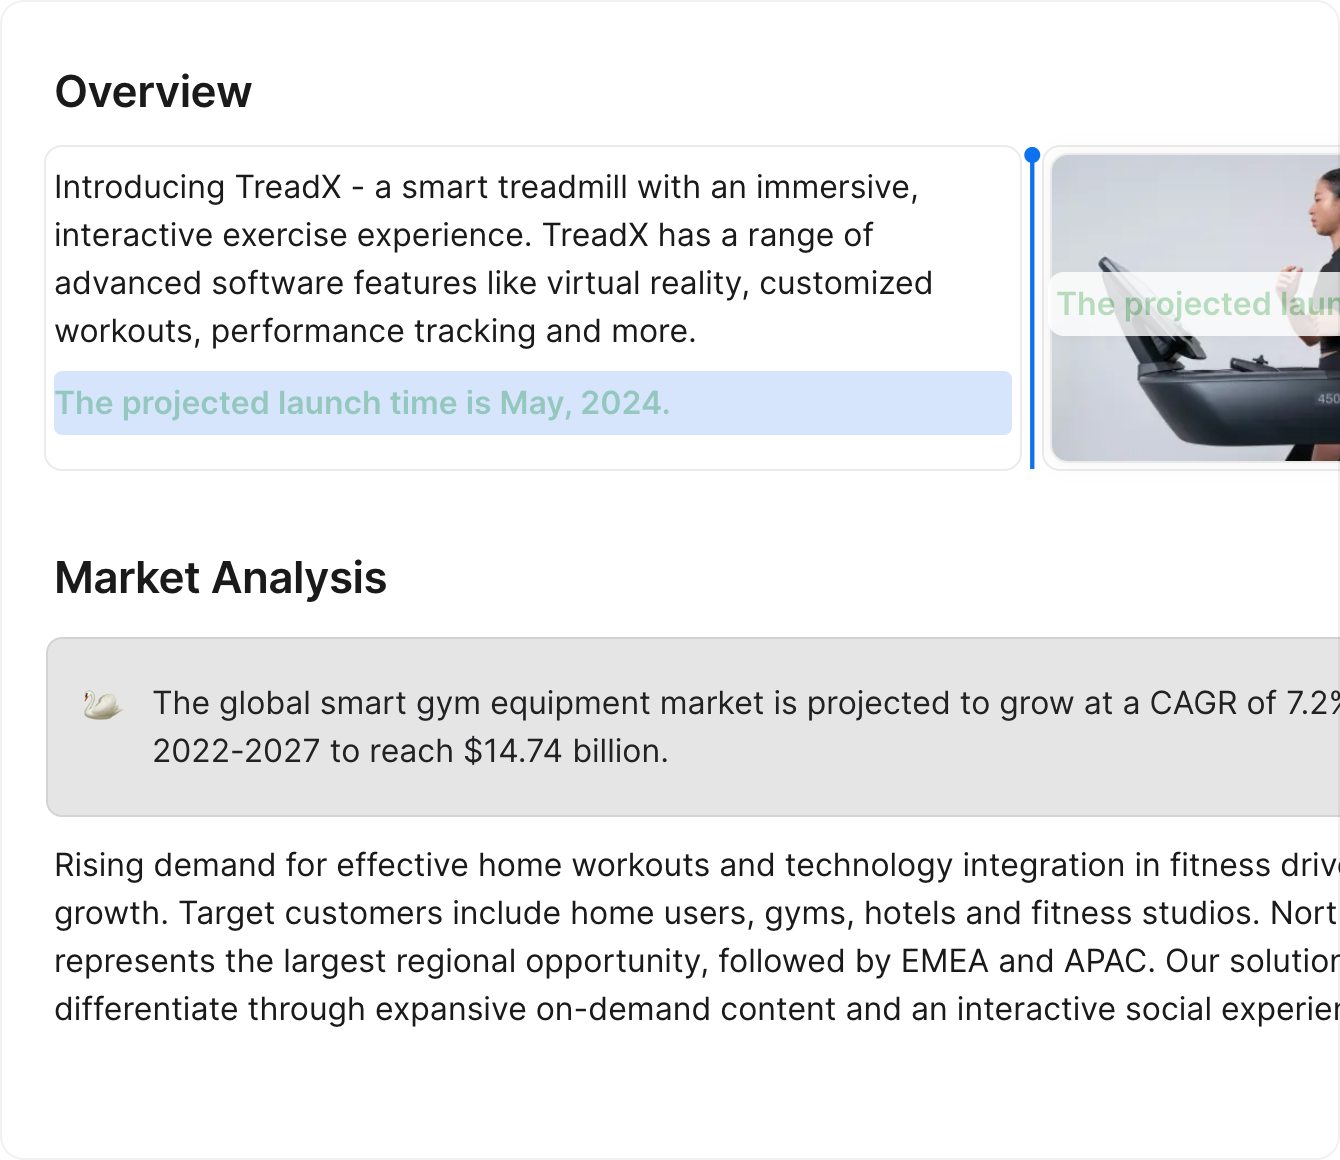 Overview
Introducing TreadX - a smart treadmill with an immersive,
interactive exercise experience. TreadX has a range of
advanced software features like virtual reality, customized
workouts, performance tracking and more.
The projected launch time is May, 2024.
The projected laun
450
Market Analysis
The global smart gym equipment market is projected to grow at a CAGR of 7.2%
2022-2027 to reach $14.74 billion.
Rising demand for effective home workouts and technology integration in fitness driv
growth. Target customers include home users, gyms, hotels and fitness studios. Nort
represents the largest regional opportunity, followed by EMEA and APAC. Our solution
differentiate through expansive on-demand content and an interactive social experien